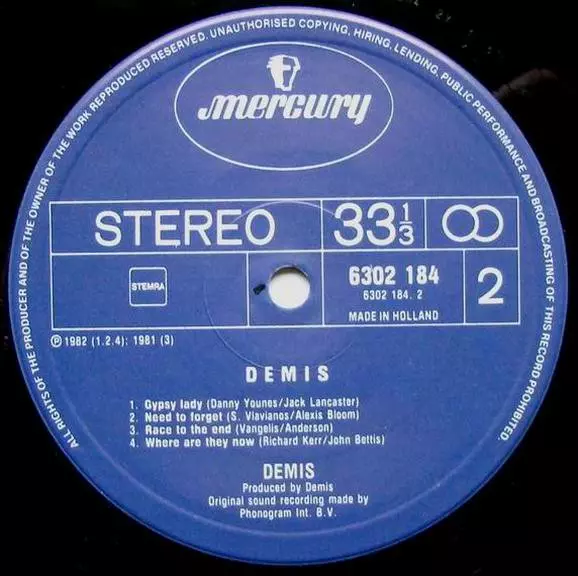 ALL RIGHTS OF THE PRODUCER AND OF THE OWNER OF THE WORK REPRODUCED RESERVED. UNAUTHORISED COPYING, HIRING, LENDING, PUBLIC PERFORMANCE AND BROADCASTING OF THIS RECORD PROHIBITED.
mercury
STEREO 33 1/3
STEMRA
6302 184
6302 184. 2
MADE IN HOLLAND
2
℗ 1982 (1.2.4): 1981 (3)
DEMIS
1. Gypsy lady (Danny Younes/Jack Lancaster)
2. Need to forget (S. Vlavianos/Alexis Bloom)
3. Race to the end (Vangelis/Anderson)
4. Where are they now (Richard Kerr/John Bettis)
DEMIS
Produced by Demis
Original sound recording made by
Phonogram Int. B.V.